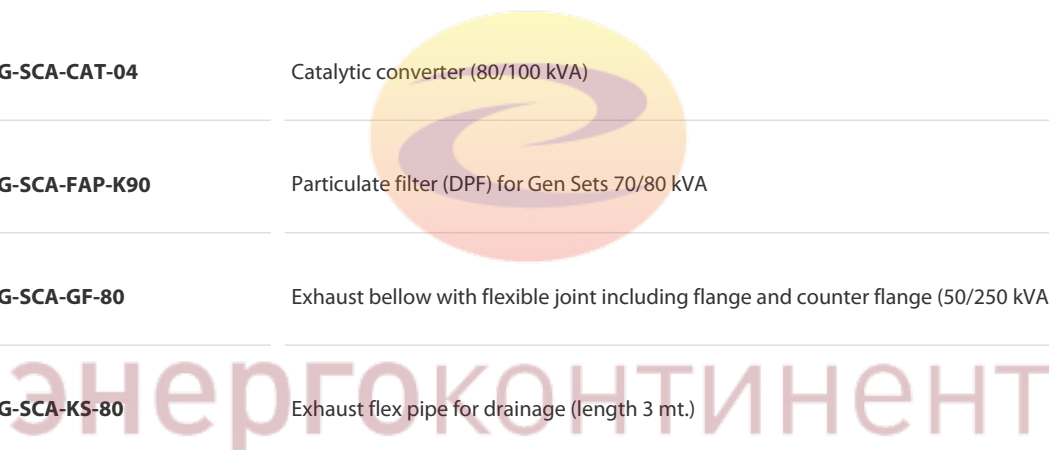 G-SCA-CAT-04 Catalytic converter (80/100 kVA)
G-SCA-FAP-K90 Particulate filter (DPF) for Gen Sets 70/80 kVA
G-SCA-GF-80 Exhaust bellow with flexible joint including flange and counter flange (50/250 kVA
энергоконтинент
G-SCA-KS-80 Exhaust flex pipe for drainage (length 3 mt.)